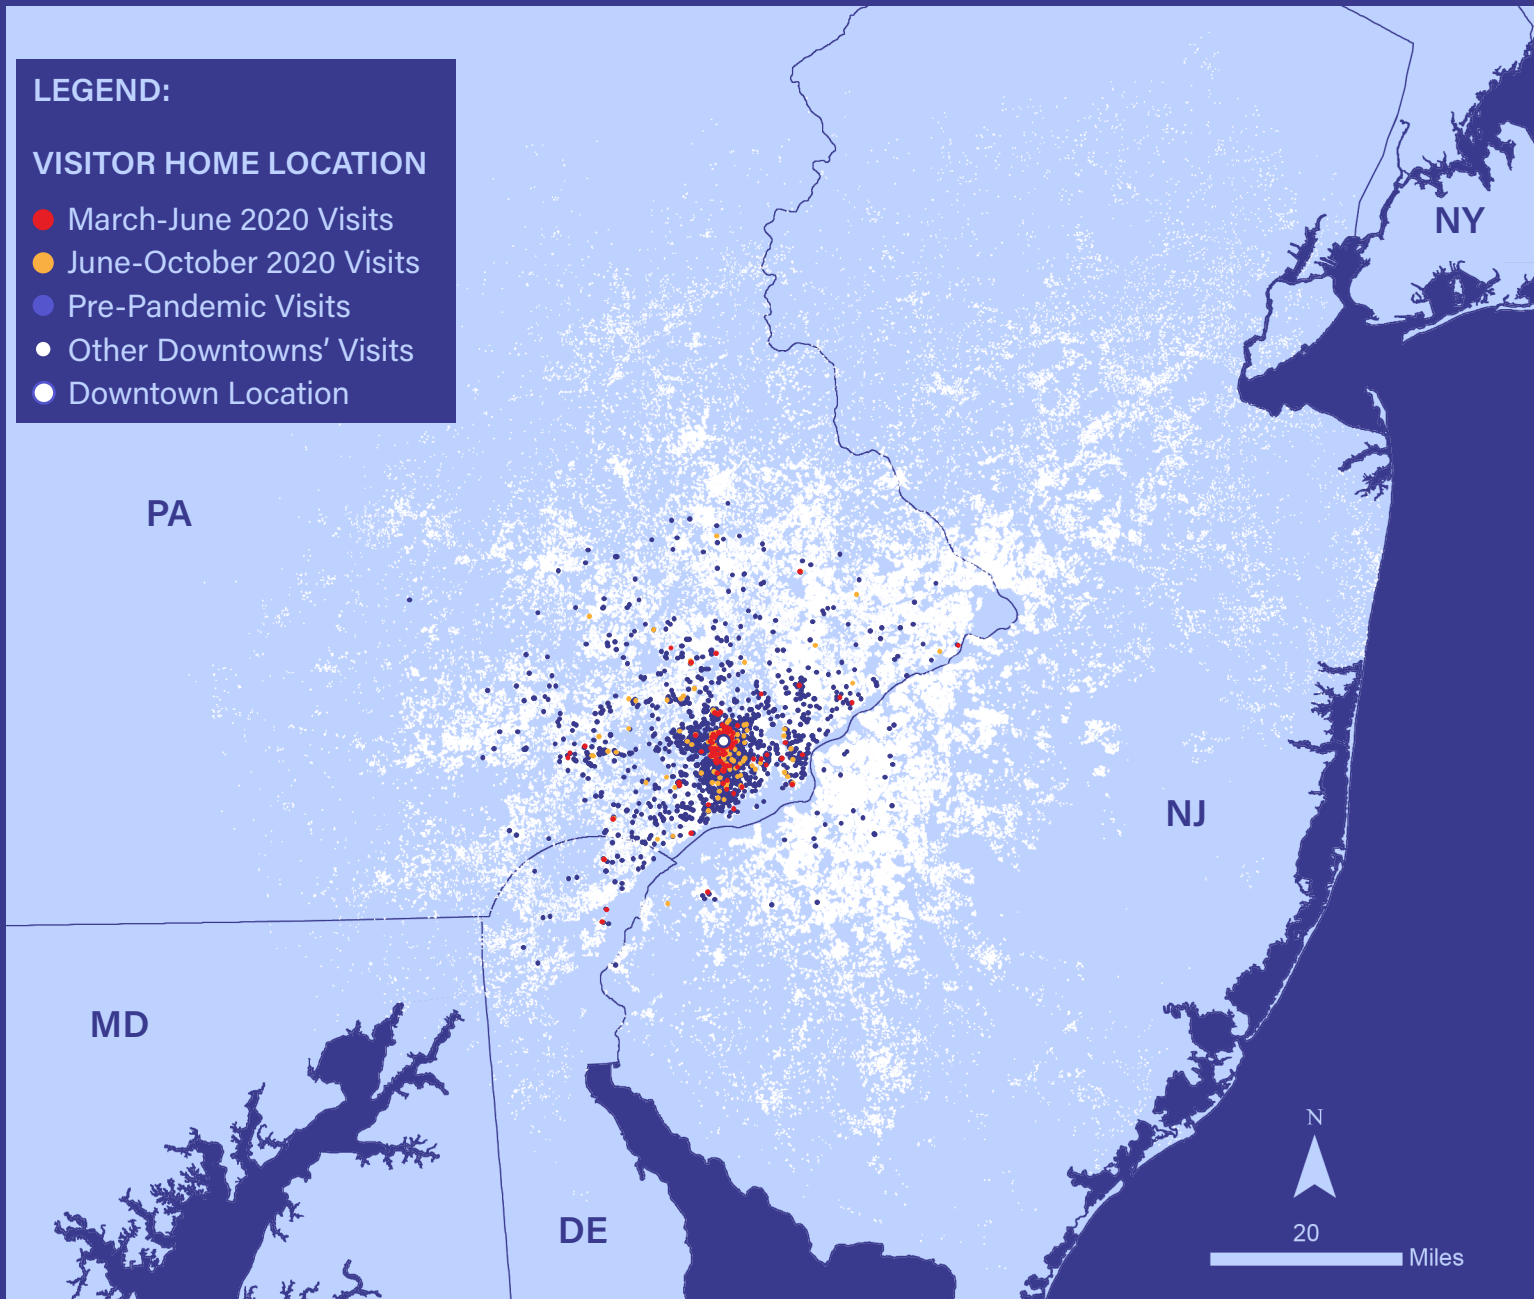 LEGEND:
VISITOR HOME LOCATION
March-June 2020 Visits
June-October 2020 Visits
Pre-Pandemic Visits
Other Downtowns’ Visits
Downtown Location
NY
PA
NJ
MD
DE
N
20
Miles